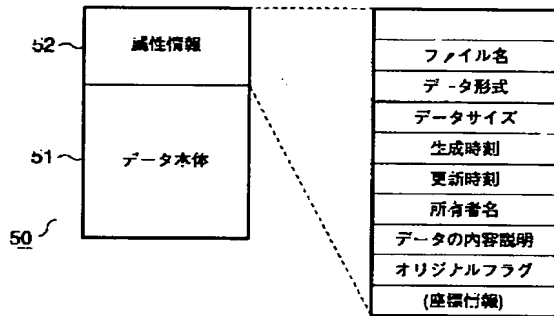 52
属性情報
51
データ本体
50
ファイル名
データ形式
データサイズ
生成時刻
更新時刻
所有者名
データの内容説明
オリジナルフラグ
(座標情報)